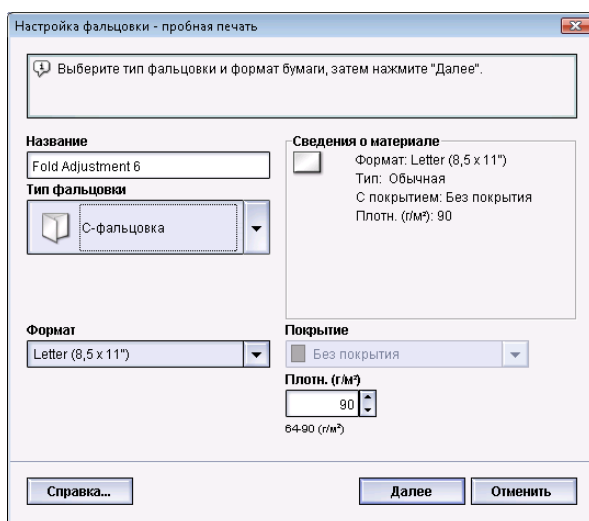 Настройка фальцовки - пробная печать
Выберите тип фальцовки и формат бумаги, затем нажмите "Далее".
Название
Fold Adjustment 6
Тип фальцовки
С-фальцовка
Сведения о материале
Формат: Letter (8,5 x 11")
Тип: Обычная
С покрытием: Без покрытия
Плотн. (г/м²): 90
Формат
Letter (8,5 x 11")
Покрытие
Без покрытия
Плотн. (г/м²)
90
64-90 (г/м²)
Справка...
Далее
Отменить